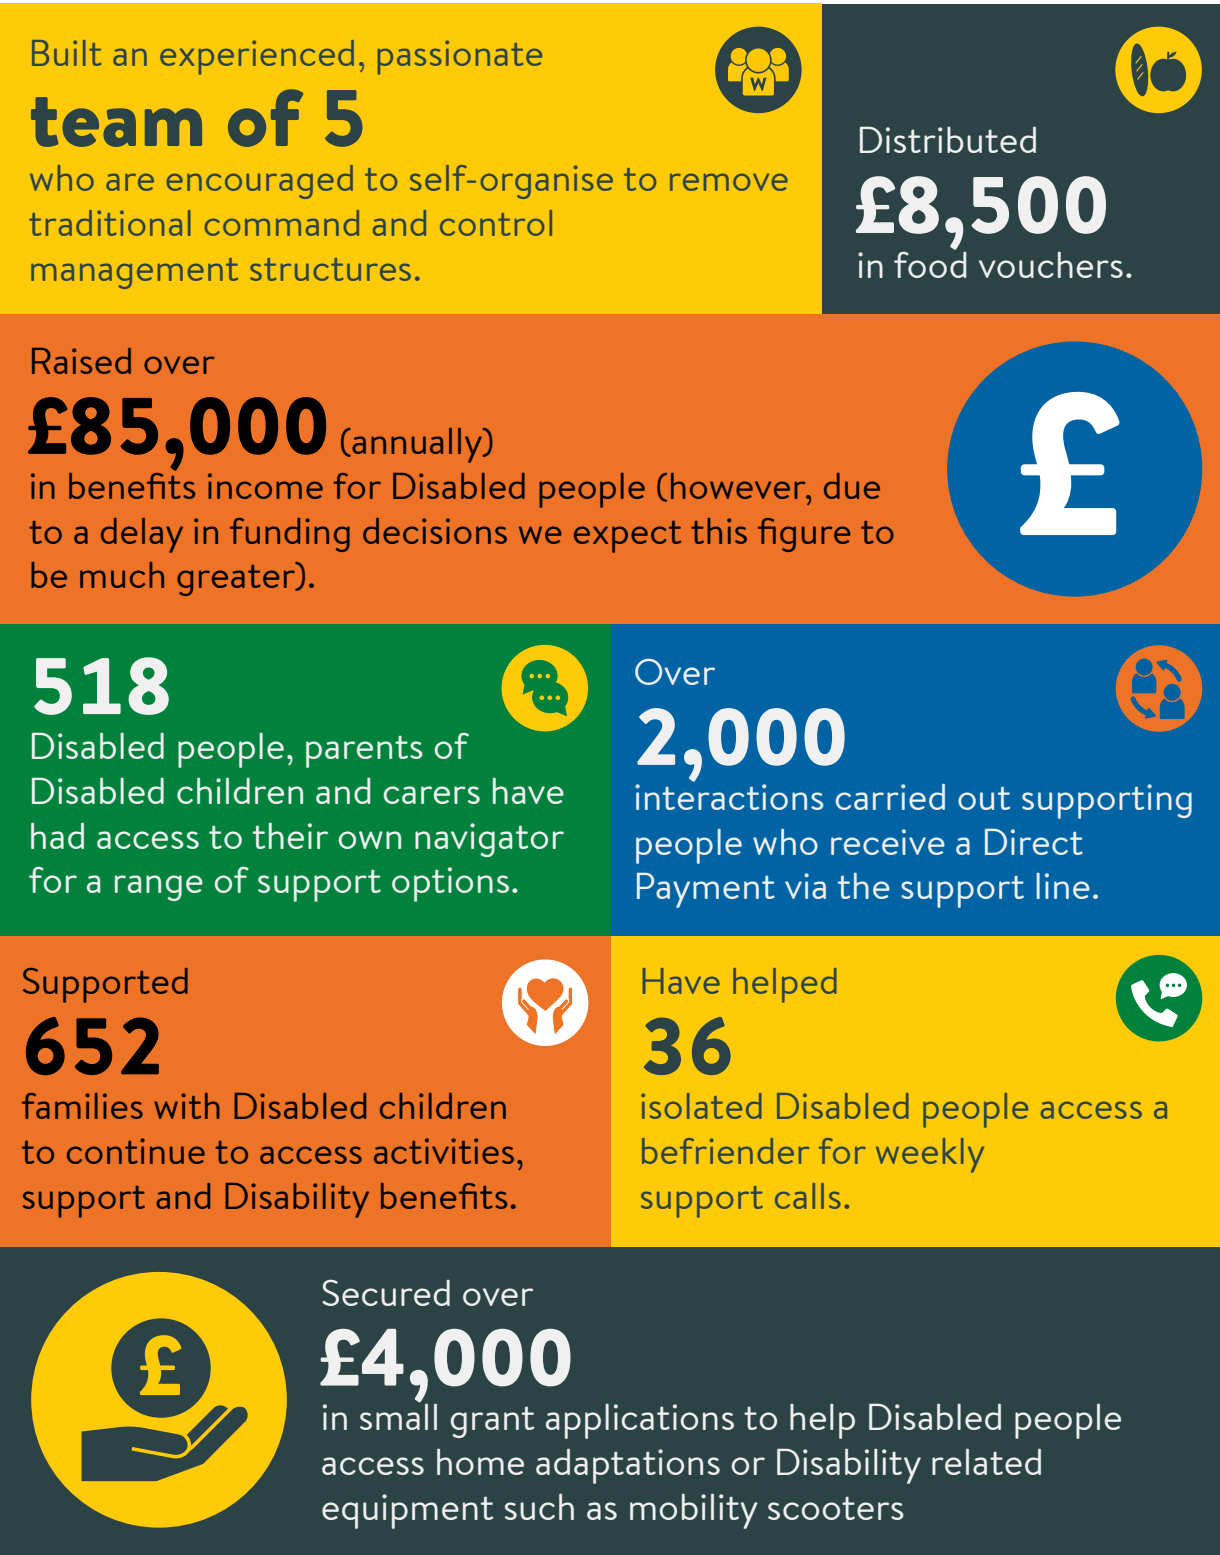 Built an experienced, passionate
team of 5
who are encouraged to self-organise to remove
traditional command and control
management structures.
W
Distributed
£8,500
in food vouchers.
Raised over
£85,000 (annually)
in benefits income for Disabled people (however, due
to a delay in funding decisions we expect this figure to
be much greater).
£
518
Disabled people, parents of
Disabled children and carers have
had access to their own navigator
for a range of support options.
Over
2,000
interactions carried out supporting
people who receive a Direct
Payment via the support line.
Supported
652
families with Disabled children
to continue to access activities,
support and Disability benefits.
Have helped
36
isolated Disabled people access a
befriender for weekly
support calls.
£
Secured over
£4,000
in small grant applications to help Disabled people
access home adaptations or Disability related
equipment such as mobility scooters